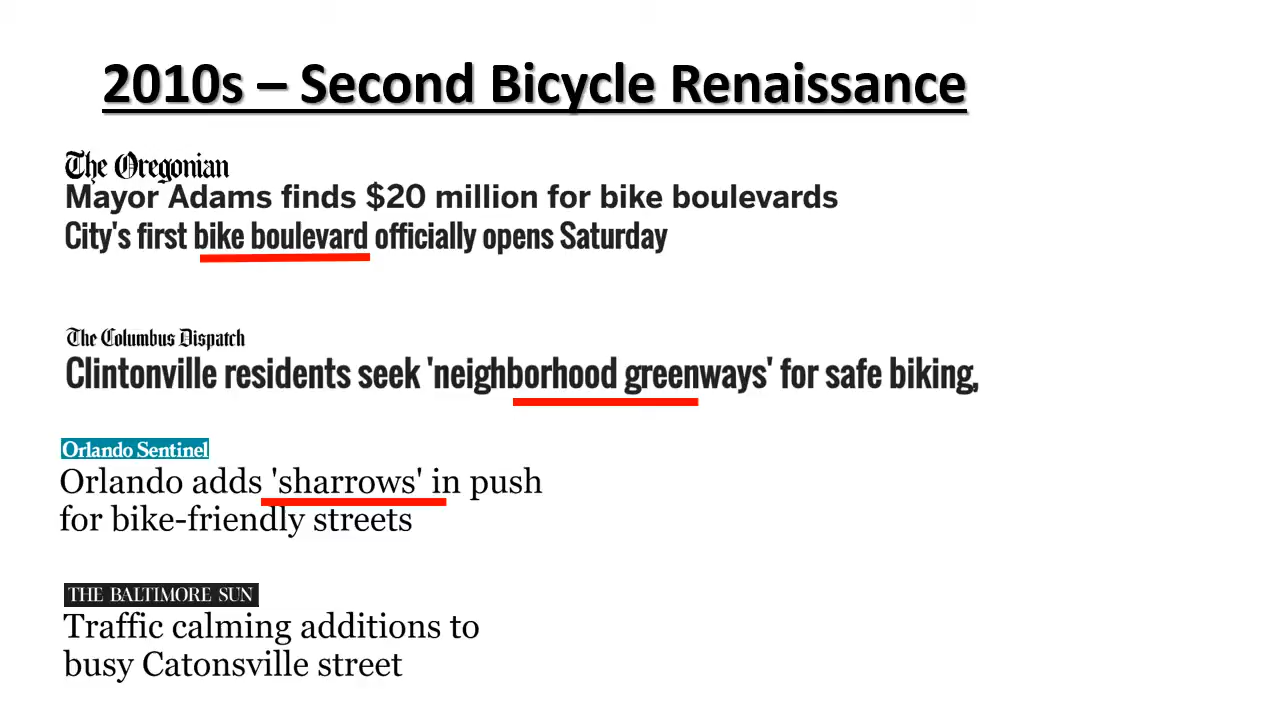 2010s – Second Bicycle Renaissance
The Oregonian
Mayor Adams finds $20 million for bike boulevards
City's first bike boulevard officially opens Saturday
The Columbus Dispatch
Clintonville residents seek 'neighborhood greenways' for safe biking,
Orlando Sentinel
Orlando adds 'sharrows' in push
for bike-friendly streets
THE BALTIMORE SUN
Traffic calming additions to
busy Catonsville street